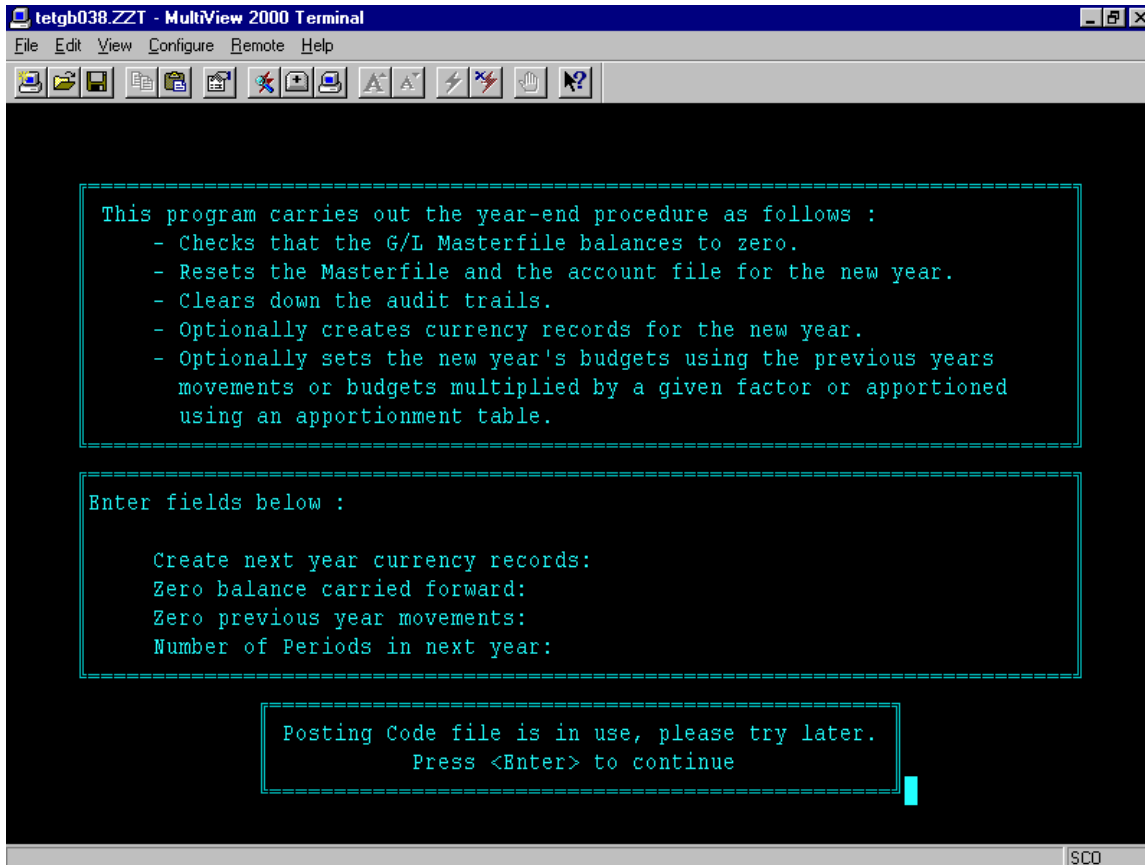 tetgb038.ZZT - MultiView 2000 Terminal
File Edit View Configure Remote Help
This program carries out the year-end procedure as follows :
- Checks that the G/L Masterfile balances to zero.
- Resets the Masterfile and the account file for the new year.
- Clears down the audit trails.
- Optionally creates currency records for the new year.
- Optionally sets the new year's budgets using the previous years
movements or budgets multiplied by a given factor or apportioned
using an apportionment table.
Enter fields below :
Create next year currency records:
Zero balance carried forward:
Zero previous year movements:
Number of Periods in next year:
Posting Code file is in use, please try later.
Press <Enter> to continue
SCO